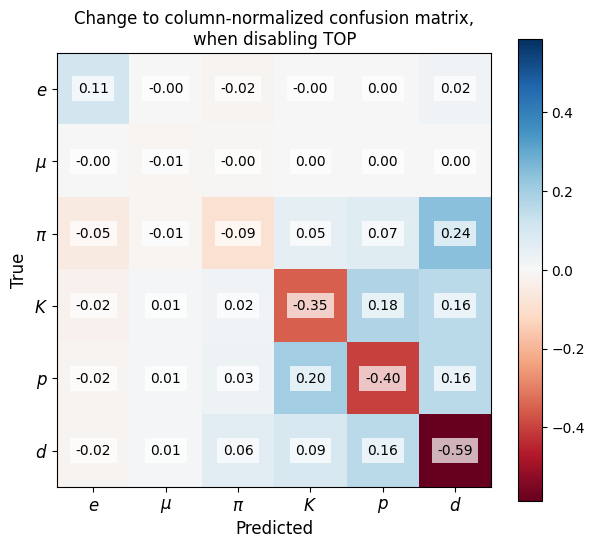 Change to column-normalized confusion matrix,
when disabling TOP
e 0.11 -0.00 -0.02 -0.00 0.00 0.02
μ -0.00 -0.01 -0.00 0.00 0.00 0.00
π -0.05 -0.01 -0.09 0.05 0.07 0.24
K -0.02 0.01 0.02 -0.35 0.18 0.16
p -0.02 0.01 0.03 0.20 -0.40 0.16
d -0.02 0.01 0.06 0.09 0.16 -0.59
e μ π K p d
Predicted
True
0.4
0.2
0.0
−0.2
−0.4